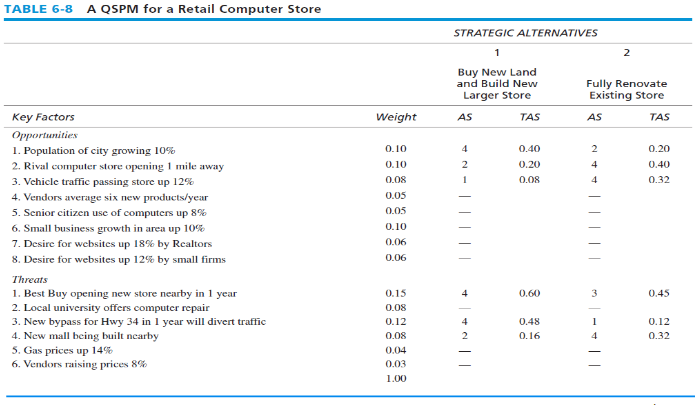 TABLE 6-8 A QSPM for a Retail Computer Store
STRATEGIC ALTERNATIVES
1 2
Buy New Land
and Build New Fully Renovate
Larger Store Existing Store
Key Factors Weight AS TAS AS TAS
Opportunities
1. Population of city growing 10% 0.10 4 0.40 2 0.20
2. Rival computer store opening 1 mile away 0.10 2 0.20 4 0.40
3. Vehicle traffic passing store up 12% 0.08 1 0.08 4 0.32
4. Vendors average six new products/year 0.05 — —
5. Senior citizen use of computers up 8% 0.05 — —
6. Small business growth in area up 10% 0.10 — —
7. Desire for websites up 18% by Realtors 0.06 — —
8. Desire for websites up 12% by small firms 0.06 — —
Threats
1. Best Buy opening new store nearby in 1 year 0.15 4 0.60 3 0.45
2. Local university offers computer repair 0.08 — —
3. New bypass for Hwy 34 in 1 year will divert traffic 0.12 4 0.48 1 0.12
4. New mall being built nearby 0.08 2 0.16 4 0.32
5. Gas prices up 14% 0.04 — —
6. Vendors raising prices 8% 0.03 — —
1.00